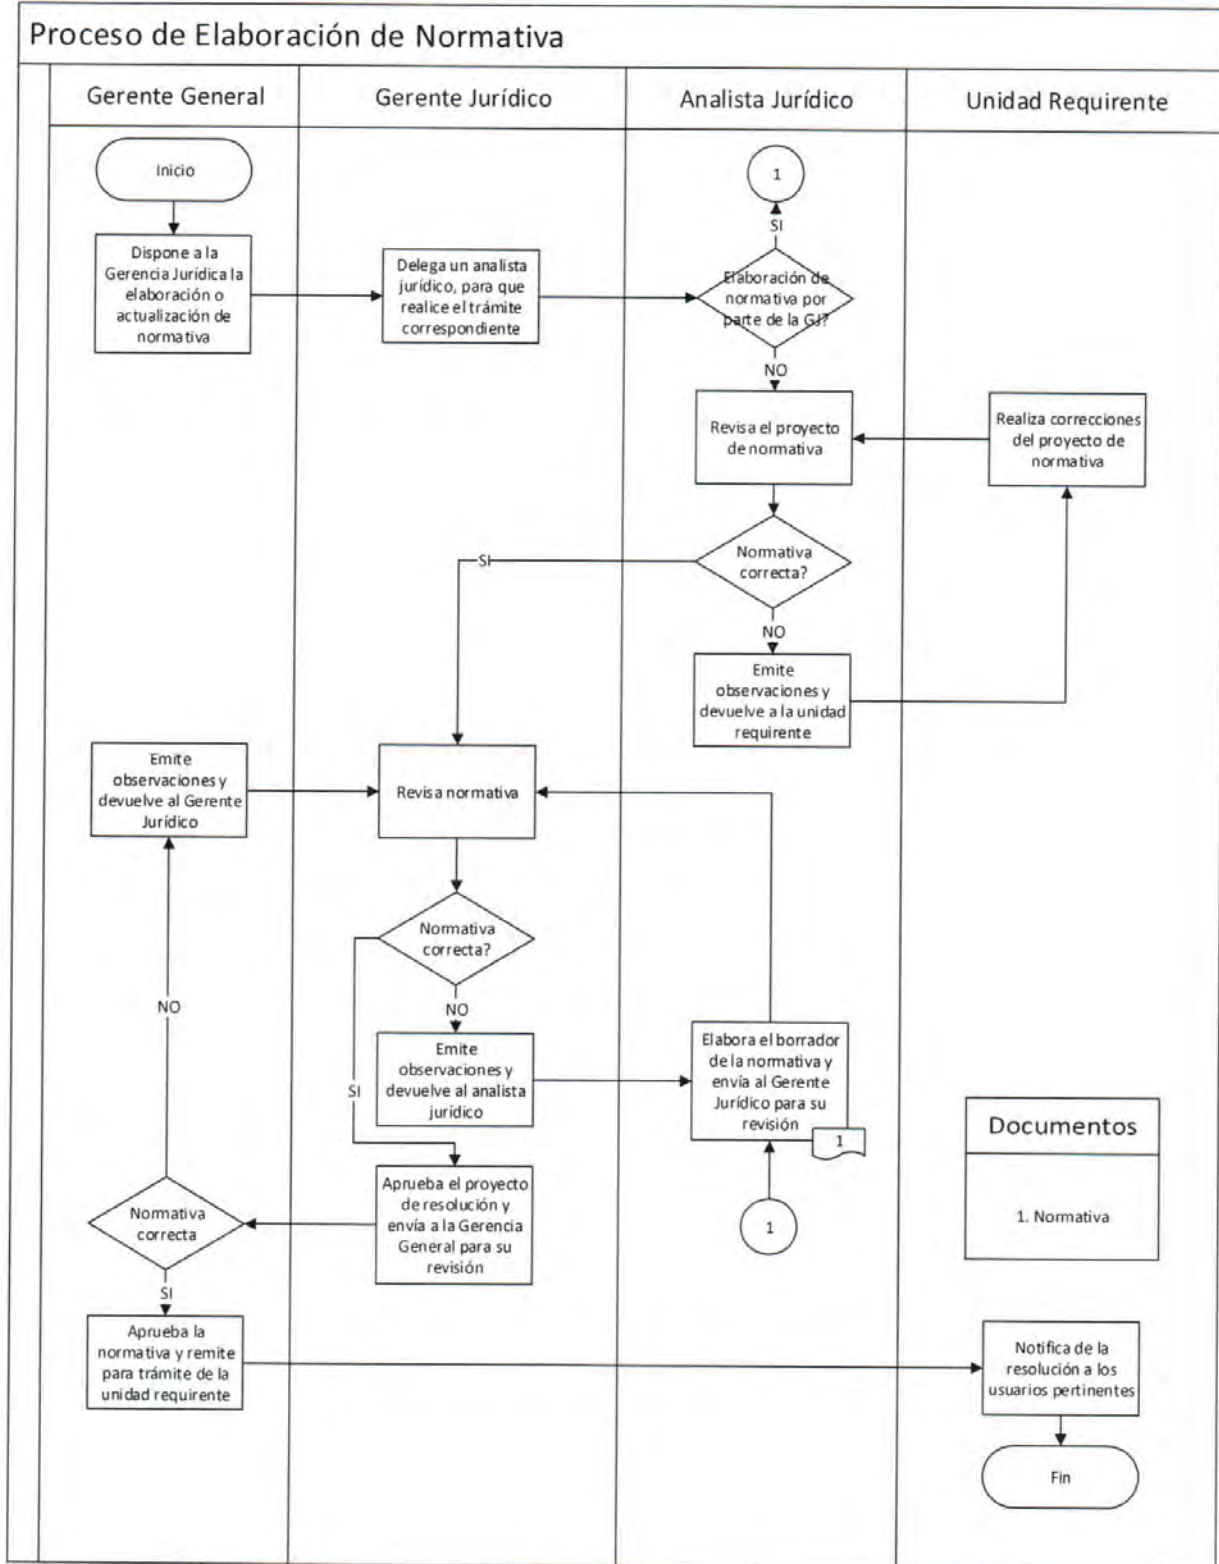 Proceso de Elaboración de Normativa
Gerente General
Gerente Jurídico
Analista Jurídico
Unidad Requirente
Inicio
1
SI
Dispone a la
Gerencia Jurídica la
elaboración o
actualización de
normativa
Delega un analista
jurídico, para que
realice el trámite
correspondiente
Elaboración de
normativa por
parte de la GJ?
NO
Revisa el proyecto
de normativa
Realiza correcciones
del proyecto de
normativa
Normativa
correcta?
SI
NO
Emite
observaciones y
devuelve a la unidad
requirente
Emite
observaciones y
devuelve al Gerente
Jurídico
Revisa normativa
Normativa
correcta?
NO
NO
SI
Emite
observaciones y
devuelve al analista
jurídico
Elabora el borrador
de la normativa y
envía al Gerente
Jurídico para su
revisión
1
Documentos
1. Normativa
Normativa
correcta
Aprueba el proyecto
de resolución y
envía a la Gerencia
General para su
revisión
1
SI
Aprueba la
normativa y remite
para trámite de la
unidad requirente
Notifica de la
resolución a los
usuarios pertinentes
Fin